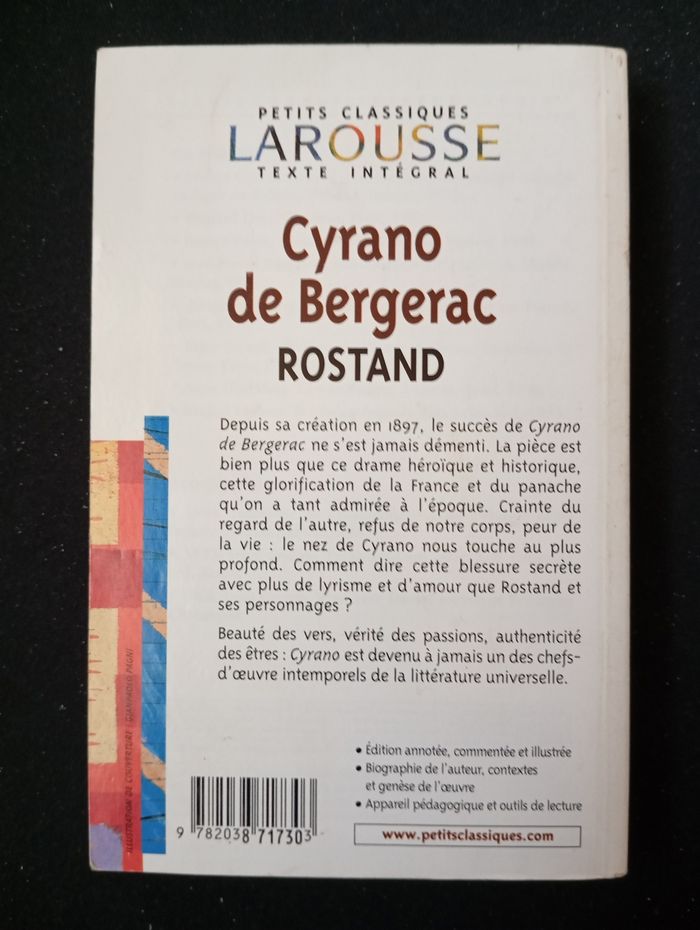 PETITS CLASSIQUES
LAROUSSE
TEXTE INTÉGRAL
Cyrano
de Bergerac
ROSTAND
Depuis sa création en 1897, le succès de Cyrano
de Bergerac ne s'est jamais démenti. La pièce est
bien plus que ce drame héroïque et historique,
cette glorification de la France et du panache
qu'on a tant admirée à l'époque. Crainte du
regard de l'autre, refus de notre corps, peur de
la vie : le nez de Cyrano nous touche au plus
profond. Comment dire cette blessure secrète
avec plus de lyrisme et d'amour que Rostand et
ses personnages ?
Beauté des vers, vérité des passions, authenticité
des êtres : Cyrano est devenu à jamais un des chefs-
d'œuvre intemporels de la littérature universelle.
ILLUSTRATION DE COUVERTURE : GIANPAOLO PAGNI
• Édition annotée, commentée et illustrée
• Biographie de l'auteur, contextes
et genèse de l'œuvre
• Appareil pédagogique et outils de lecture
www.petitsclassiques.com
9 782038 717303